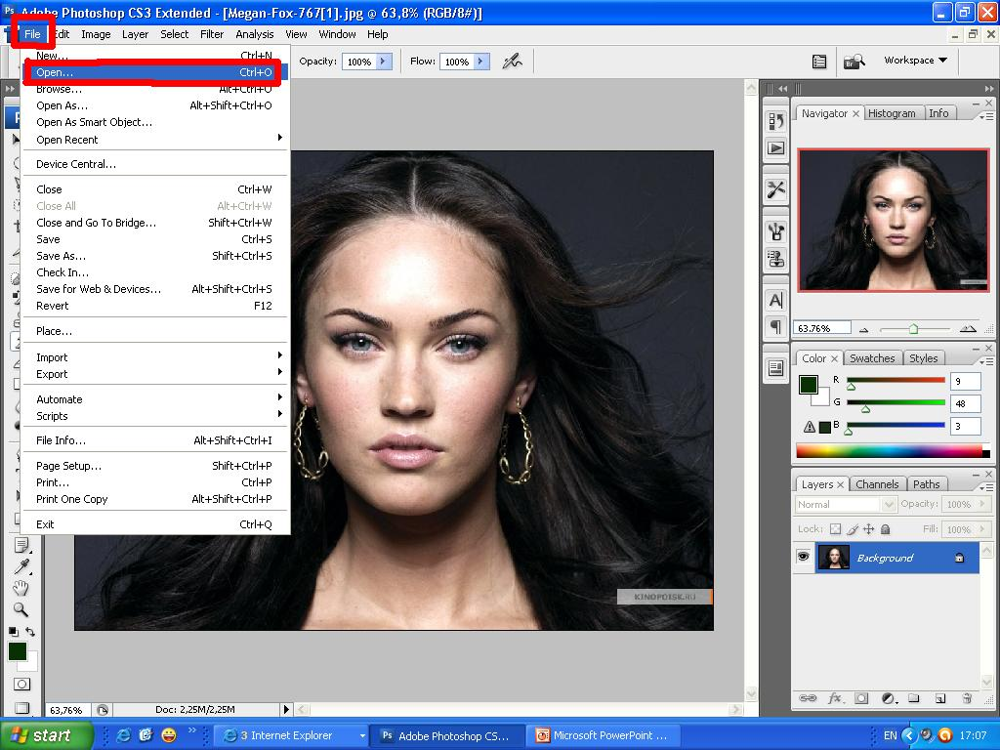 Ps Adobe Photoshop CS3 Extended - [Megan-Fox-767[1].jpg @ 63,8% (RGB/8#)]
File Edit Image Layer Select Filter Analysis View Window Help
Opacity: 100% Flow: 100% Br Workspace
New... Ctrl+N
Open... Ctrl+O
Browse... Alt+Ctrl+O
Open As... Alt+Shift+Ctrl+O
Open As Smart Object...
Open Recent
Device Central...
Close Ctrl+W
Close All Alt+Ctrl+W
Close and Go To Bridge... Shift+Ctrl+W
Save Ctrl+S
Save As... Shift+Ctrl+S
Check In...
Save for Web & Devices... Alt+Shift+Ctrl+S
Revert F12
Place...
Import
Export
Automate
Scripts
File Info... Alt+Shift+Ctrl+I
Page Setup... Shift+Ctrl+P
Print... Ctrl+P
Print One Copy Alt+Shift+Ctrl+P
Exit Ctrl+Q
KINOPOISK.RU
63,76% Doc: 2,25M/2,25M
Navigator Histogram Info
63.76%
Color Swatches Styles
R 9
G 48
B 3
Layers Channels Paths
Normal Opacity: 100%
Lock: Fill: 100%
Background
fx.
start 3 Internet Explorer Ps Adobe Photoshop CS... Microsoft PowerPoint ... EN 17:07